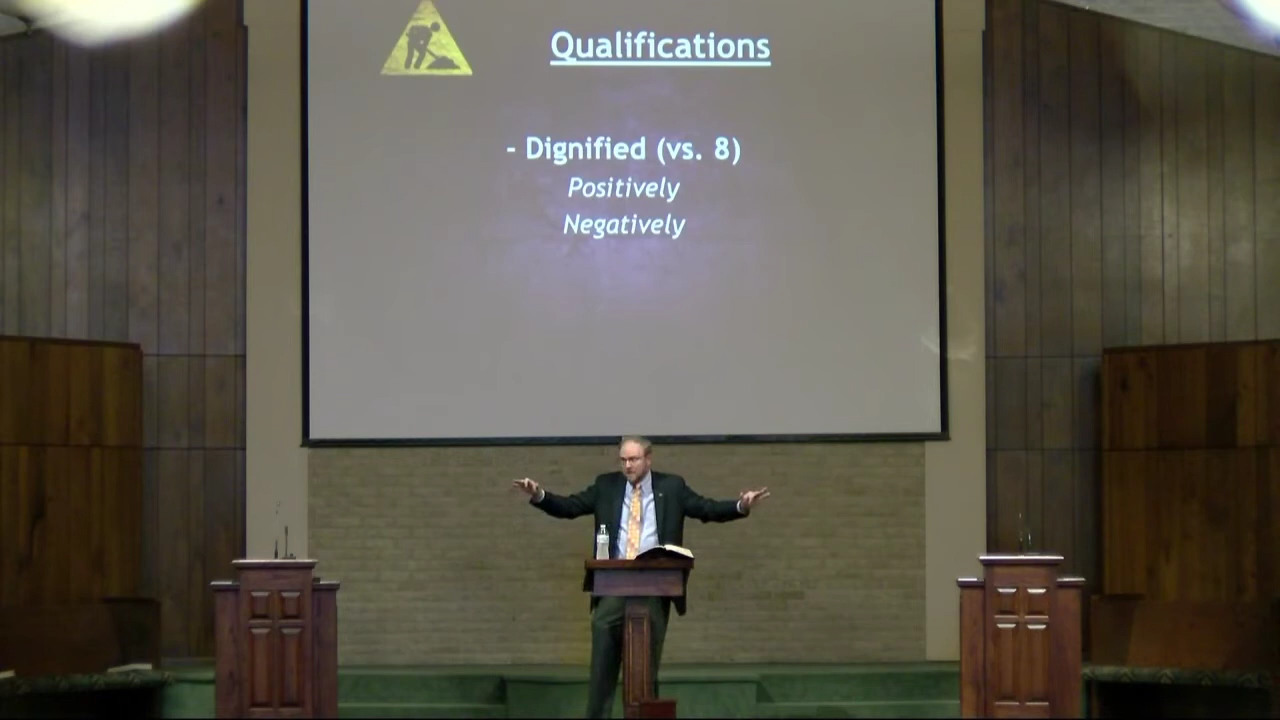 Qualifications
- Dignified (vs. 8)
Positively
Negatively